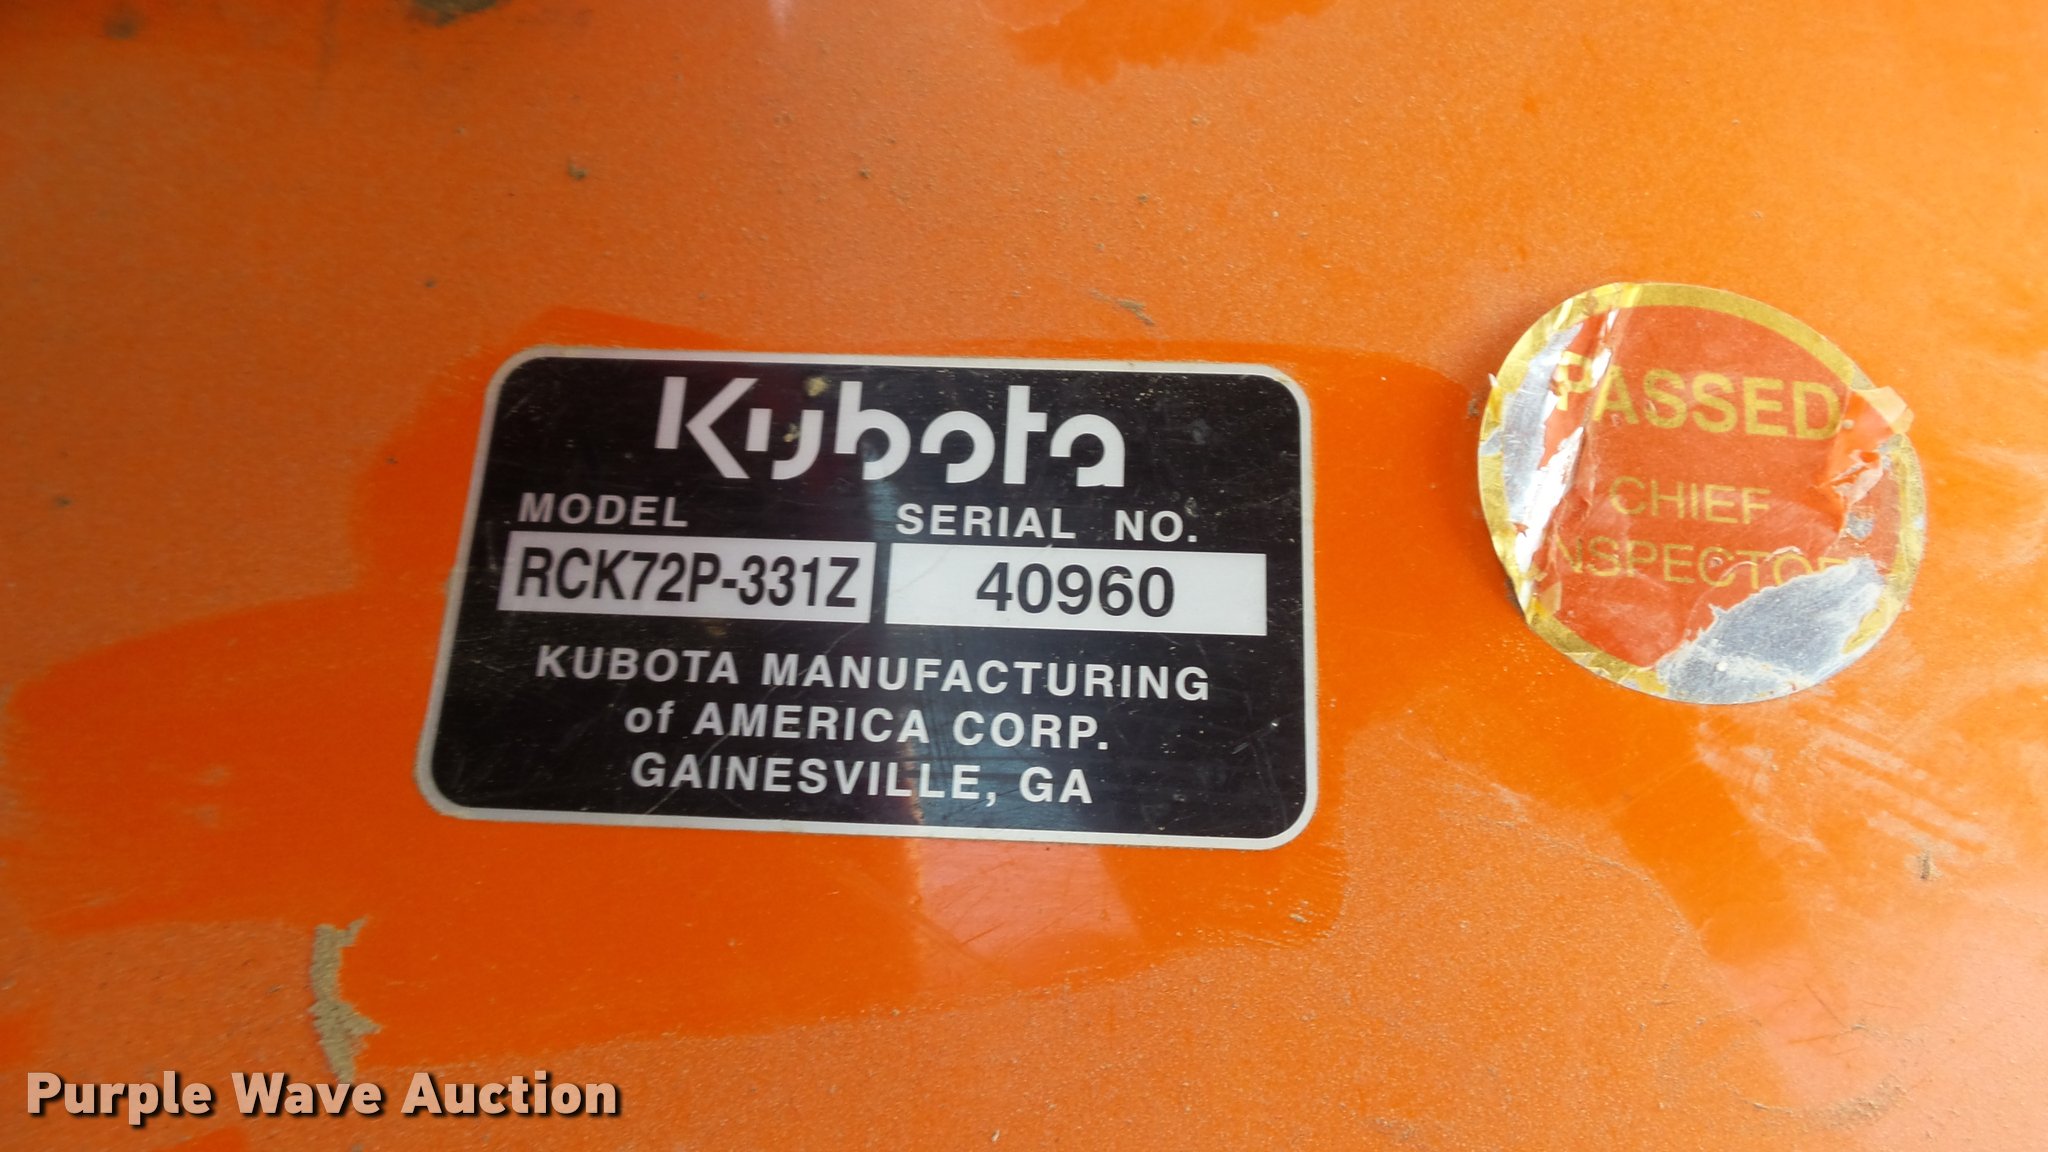 Kubota
MODEL SERIAL NO.
RCK72P-331Z 40960
KUBOTA MANUFACTURING
of AMERICA CORP.
GAINESVILLE, GA
PASSED
CHIEF
INSPECTOR
Purple Wave Auction